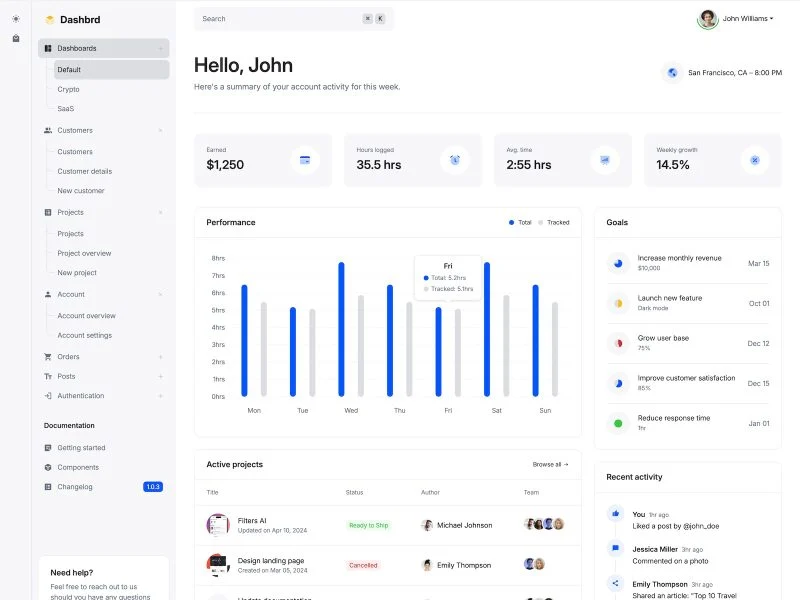 Dashbrd
Dashboards
Default
Crypto
SaaS
Customers
Customers
Customer details
New customer
Projects
Projects
Project overview
New project
Account
Account overview
Account settings
Orders
Posts
Authentication
Documentation
Getting started
Components
Changelog 1.0.3
Need help?
Feel free to reach out to us
should you have any questions
Search K
John Williams
Hello, John
Here's a summary of your account activity for this week.
San Francisco, CA – 8:00 PM
Earned
$1,250
Hours logged
35.5 hrs
Avg. time
2:55 hrs
Weekly growth
14.5%
Performance
Total Tracked
8hrs
7hrs
6hrs
5hrs
4hrs
3hrs
2hrs
1hrs
0hrs
Fri
Total: 5.2hrs
Tracked: 5.1hrs
Mon Tue Wed Thu Fri Sat Sun
Goals
Increase monthly revenue
$10,000
Mar 15
Launch new feature
Dark mode
Oct 01
Grow user base
75%
Dec 12
Improve customer satisfaction
85%
Dec 15
Reduce response time
1hr
Jan 01
Active projects
Browse all →
Title Status Author Team
Filters AI
Updated on Apr 10, 2024
Ready to Ship
Michael Johnson
Design landing page
Created on Mar 05, 2024
Cancelled
Emily Thompson
Update documentation
Recent activity
You 1hr ago
Liked a post by @john_doe
Jessica Miller 3hr ago
Commented on a photo
Emily Thompson 3hr ago
Shared an article: "Top 10 Travel